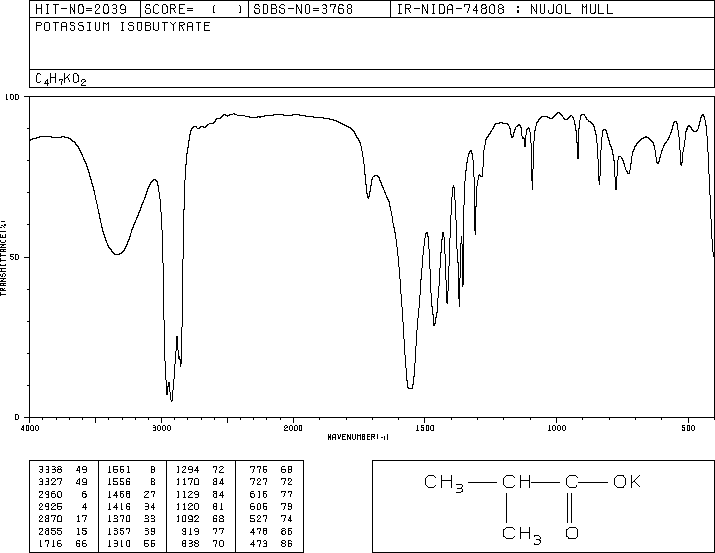 HIT-NO=2039 SCORE= ( ) SDBS-NO=3768 IR-NIDA-74808 : NUJOL MULL
POTASSIUM ISOBUTYRATE
C4H7KO2
100
50
0
TRANSMITTANCE(%)
4000 3000 2000 1500 1000 500
WAVENUMBER(-1)
3338 49 1561 8 1294 72 776 68
3327 49 1556 8 1170 84 727 72
2960 6 1468 27 1129 84 616 77
2925 4 1416 34 1120 81 606 79
2870 17 1370 33 1092 68 527 74
2855 15 1357 39 919 77 478 86
1716 66 1310 55 838 70 473 86
CH3 CH C OK
CH3 O